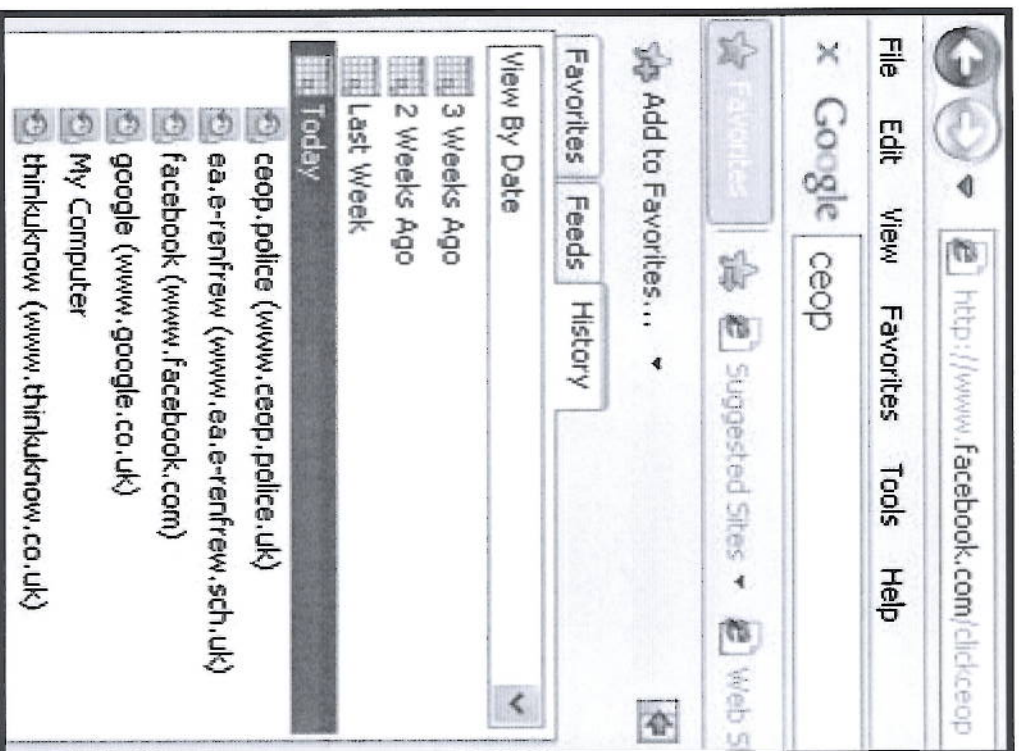 http://www.facebook.com/clickceop
File Edit View Favorites Tools Help
x Google ceop
Favorites Suggested Sites Web S
Add to Favorites...
Favorites Feeds History
View By Date
3 Weeks Ago
2 Weeks Ago
Last Week
Today
ceop.police (www.ceop.police.uk)
ea.e-renfrew (www.ea.e-renfrew.sch.uk)
facebook (www.facebook.com)
google (www.google.co.uk)
My Computer
thinkuknow (www.thinkuknow.co.uk)